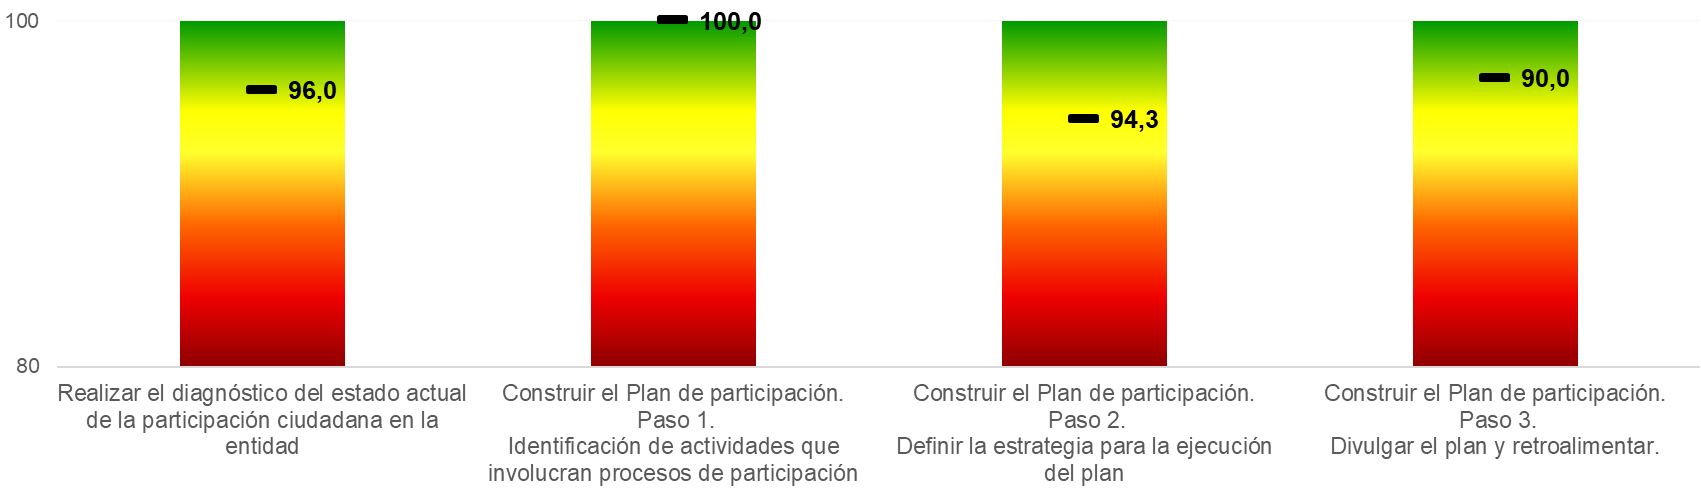 100
96,0
100,0
94,3
90,0
80
Realizar el diagnóstico del estado actual
de la participación ciudadana en la
entidad
Construir el Plan de participación.
Paso 1.
Identificación de actividades que
involucran procesos de participación
Construir el Plan de participación.
Paso 2.
Definir la estrategia para la ejecución
del plan
Construir el Plan de participación.
Paso 3.
Divulgar el plan y retroalimentar.